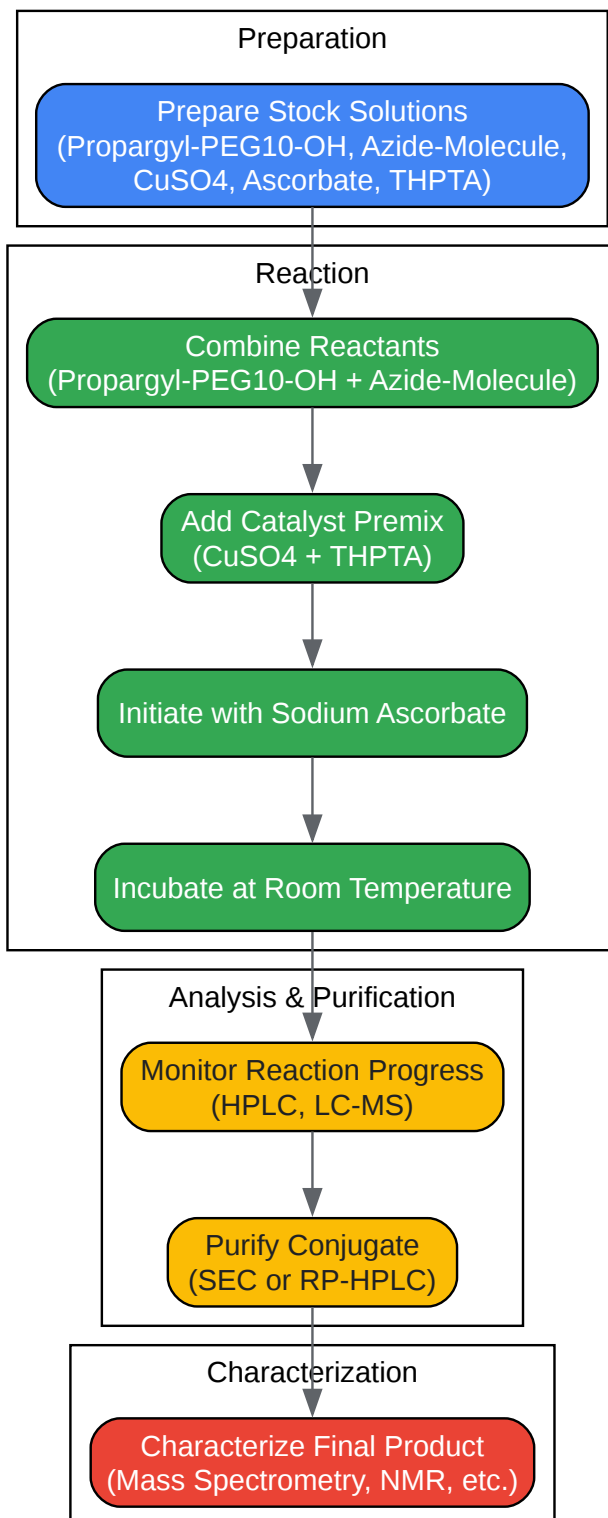 Preparation
Prepare Stock Solutions
(Propargyl-PEG10-OH, Azide-Molecule,
CuSO4, Ascorbate, THPTA)
Reaction
Combine Reactants
(Propargyl-PEG10-OH + Azide-Molecule)
Add Catalyst Premix
(CuSO4 + THPTA)
Initiate with Sodium Ascorbate
Incubate at Room Temperature
Analysis & Purification
Monitor Reaction Progress
(HPLC, LC-MS)
Purify Conjugate
(SEC or RP-HPLC)
Characterization
Characterize Final Product
(Mass Spectrometry, NMR, etc.)